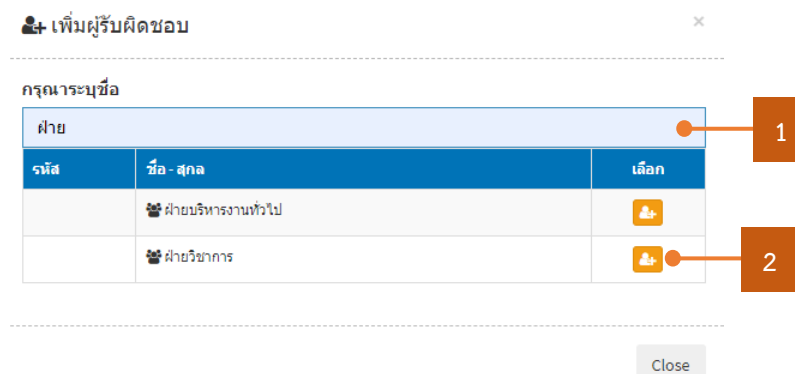 เพิ่มผู้รับผิดชอบ ×
กรุณาระบุชื่อ
ฝ่าย 1
รหัส ชื่อ - สุกล เลือก
ฝ่ายบริหารงานทั่วไป
ฝ่ายวิชาการ 2
Close